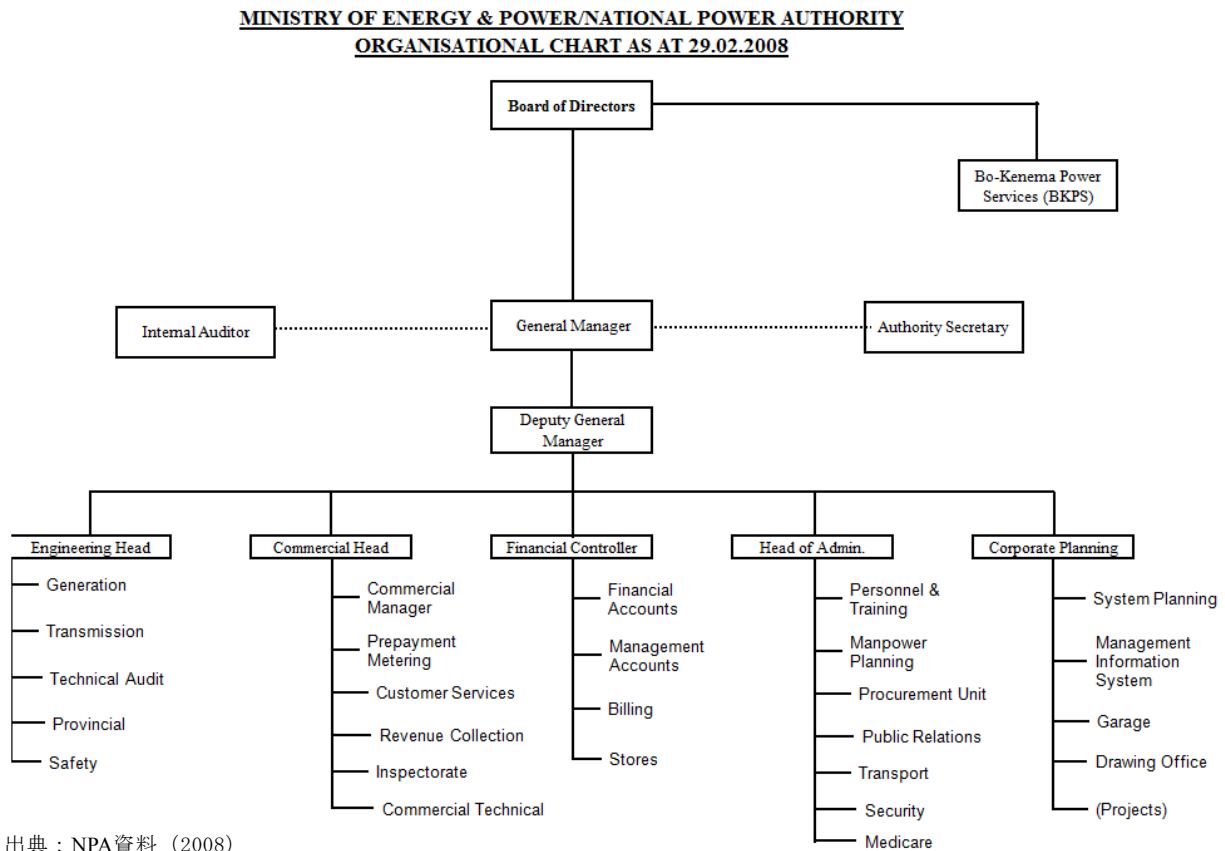 MINISTRY OF ENERGY & POWER/NATIONAL POWER AUTHORITY
ORGANISATIONAL CHART AS AT 29.02.2008
Board of Directors
Bo-Kenema Power
Services (BKPS)
Internal Auditor
General Manager
Authority Secretary
Deputy General
Manager
Engineering Head
Generation
Transmission
Technical Audit
Provincial
Safety
Commercial Head
Commercial
Manager
Prepayment
Metering
Customer Services
Revenue Collection
Inspectorate
Commercial Technical
Financial Controller
Financial
Accounts
Management
Accounts
Billing
Stores
Head of Admin.
Personnel &
Training
Manpower
Planning
Procurement Unit
Public Relations
Transport
Security
Medicare
Corporate Planning
System Planning
Management
Information
System
Garage
Drawing Office
(Projects)
出典：NPA資料（2008）